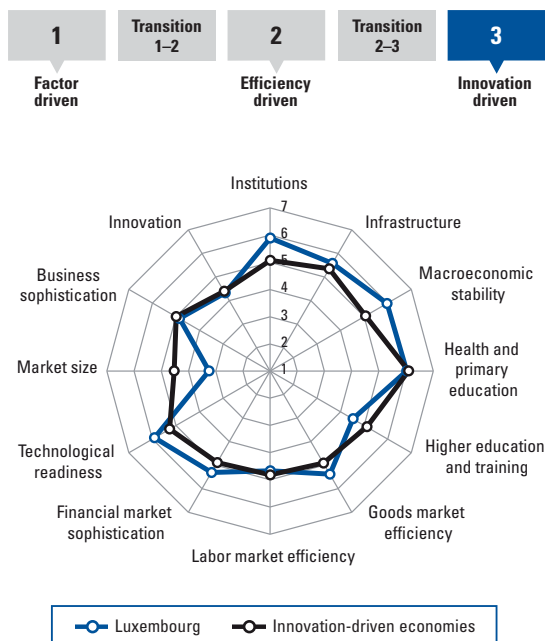 1
Transition
1–2
2
Transition
2–3
3
Factor
driven
Efficiency
driven
Innovation
driven
Institutions
7
6
5
4
3
2
1
Infrastructure
Macroeconomic
stability
Health and
primary
education
Higher education
and training
Goods market
efficiency
Labor market efficiency
Financial market
sophistication
Technological
readiness
Market size
Business
sophistication
Innovation
Luxembourg
Innovation-driven economies